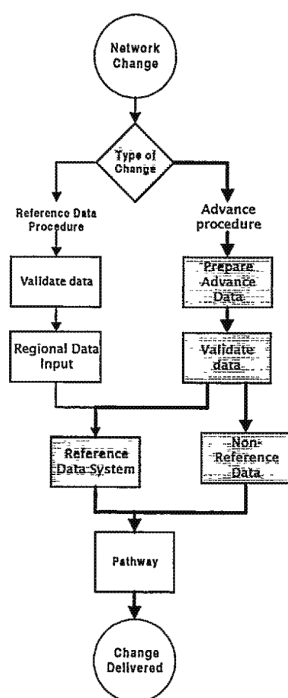 Network
Change
Type of
Change
Reference Data
Procedure
Advance
procedure
Validate data
Prepare
Advance
Data
Regional Data
Input
Validate
data
Reference
Data System
Non-
Reference
Data
Pathway
Change
Delivered